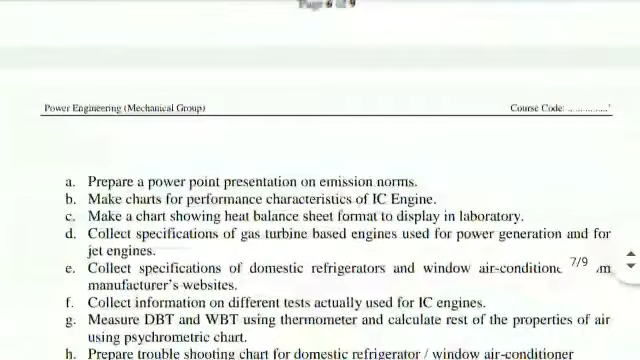 Page 6 of 9
Power Engineering (Mechanical Group)
Course Code: ...............
a. Prepare a power point presentation on emission norms.
b. Make charts for performance characteristics of IC Engine.
c. Make a chart showing heat balance sheet format to display in laboratory.
d. Collect specifications of gas turbine based engines used for power generation and for
jet engines.
e. Collect specifications of domestic refrigerators and window air-conditione
7/9
manufacturer's websites.
f. Collect information on different tests actually used for IC engines.
g. Measure DBT and WBT using thermometer and calculate rest of the properties of air
using psychrometric chart.
h. Prepare trouble shooting chart for domestic refrigerator / window air-conditioner